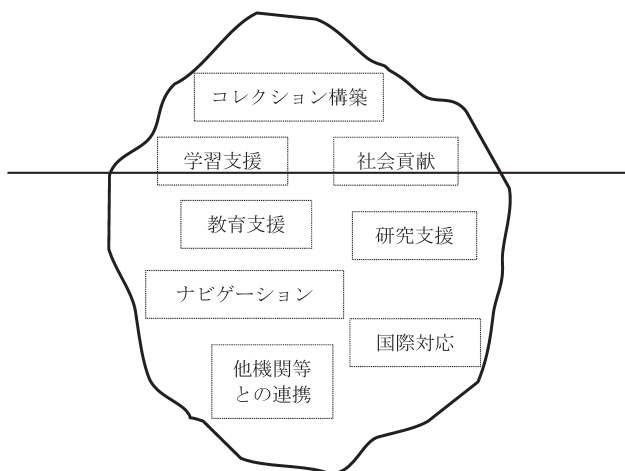 コレクション構築
学習支援
社会貢献
教育支援
研究支援
ナビゲーション
国際対応
他機関等
との連携